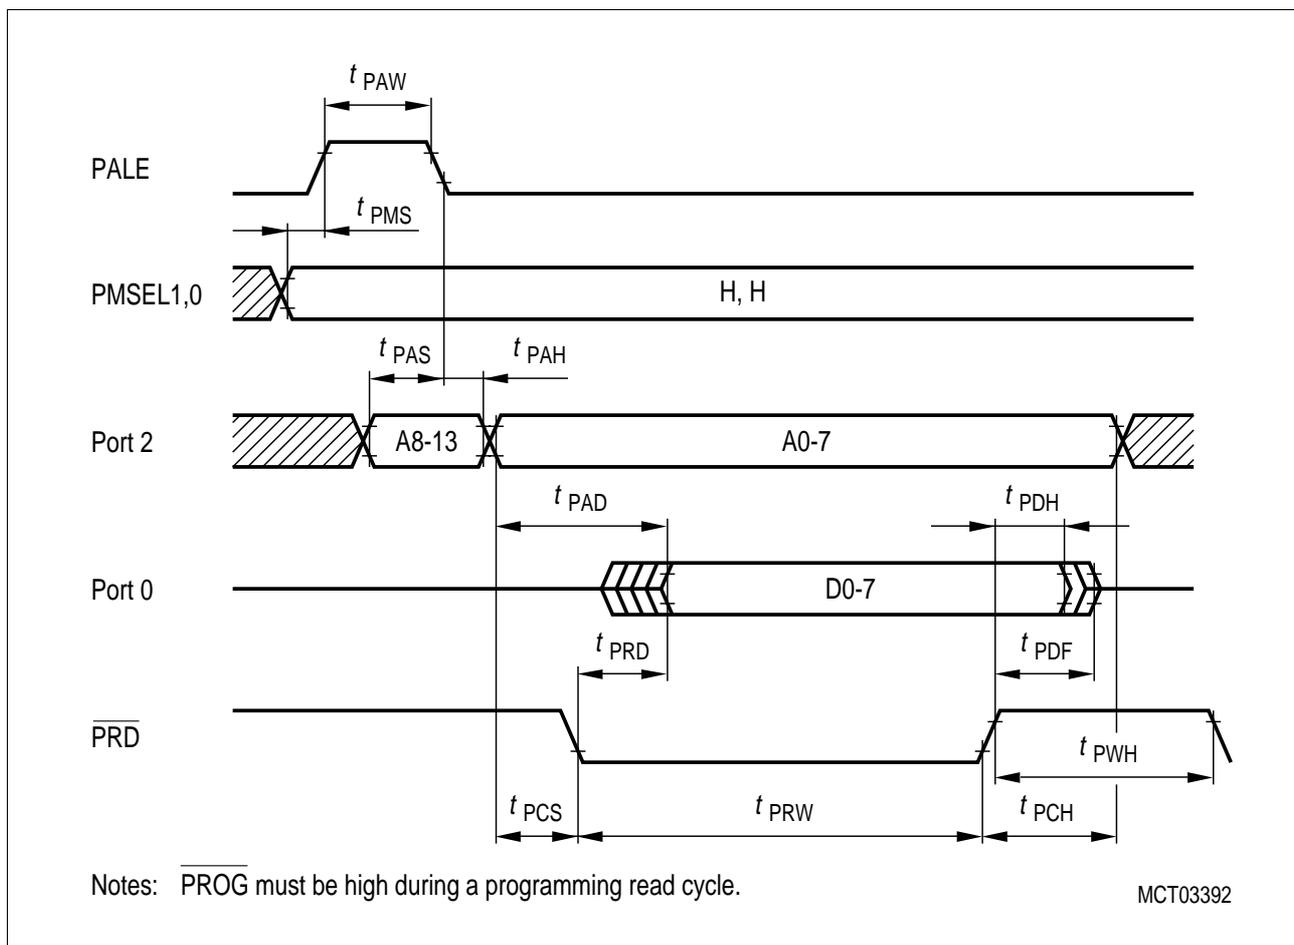 t PAW
PALE
t PMS
PMSEL1,0
H, H
t PAS
t PAH
Port 2
A8-13
A0-7
t PAD
t PDH
Port 0
D0-7
t PRD
t PDF
PRD
t PWH
t PCS
t PRW
t PCH
Notes: PROG must be high during a programming read cycle.
MCT03392